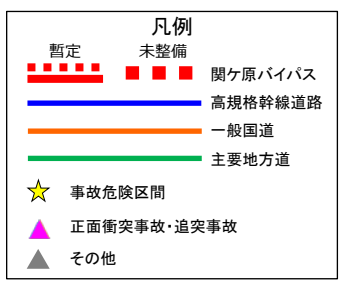 凡例
暫定 未整備
関ケ原バイパス
高規格幹線道路
一般国道
主要地方道
事故危険区間
正面衝突事故・追突事故
その他